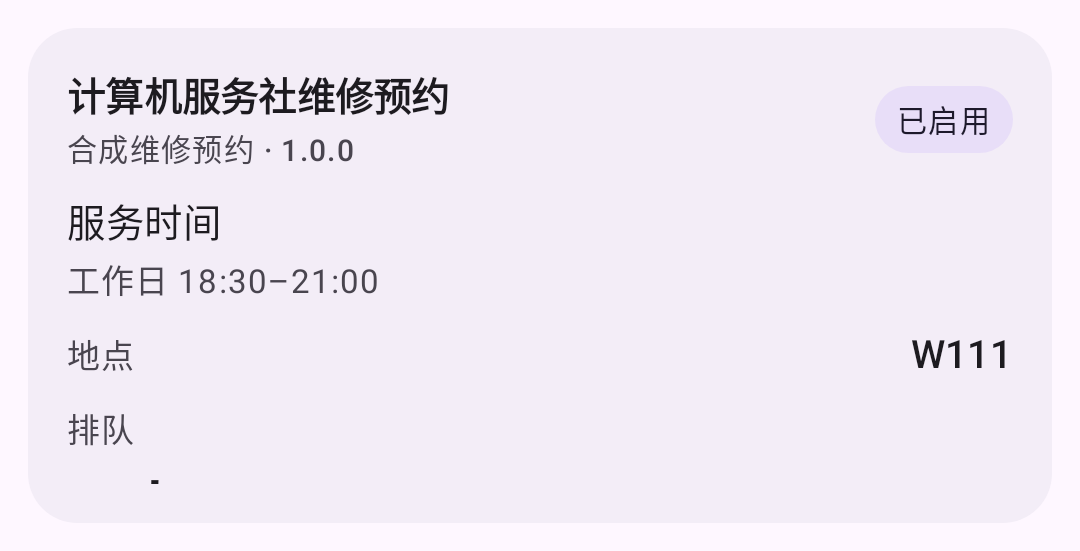 计算机服务社维修预约
已启用
合成维修预约 · 1.0.0
服务时间
工作日 18:30–21:00
地点 W111
排队
-